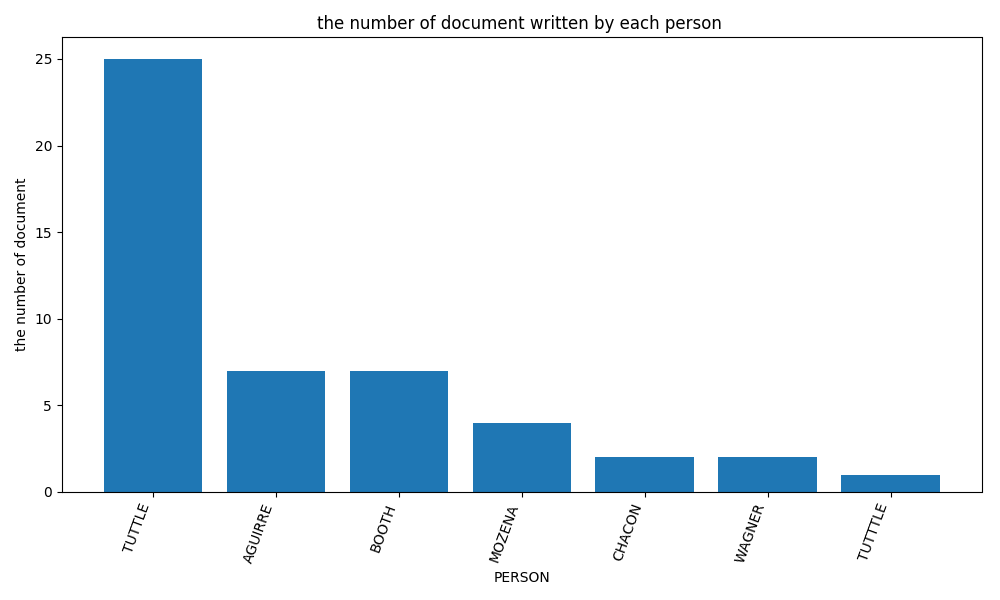 the number of document written by each person
the number of document
25
20
15
10
5
0
TUTTLE
AGUIRRE
BOOTH
MOZENA
CHACON
WAGNER
TUTTTLE
PERSON